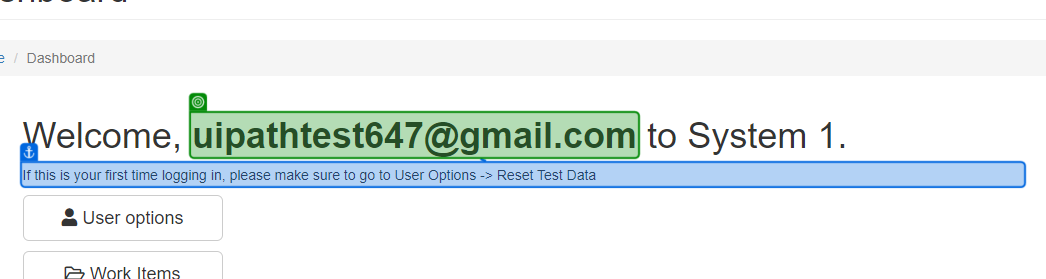 Dashboard
Welcome, uipathtest647@gmail.com to System 1.
If this is your first time logging in, please make sure to go to User Options -> Reset Test Data
User options
Work Items